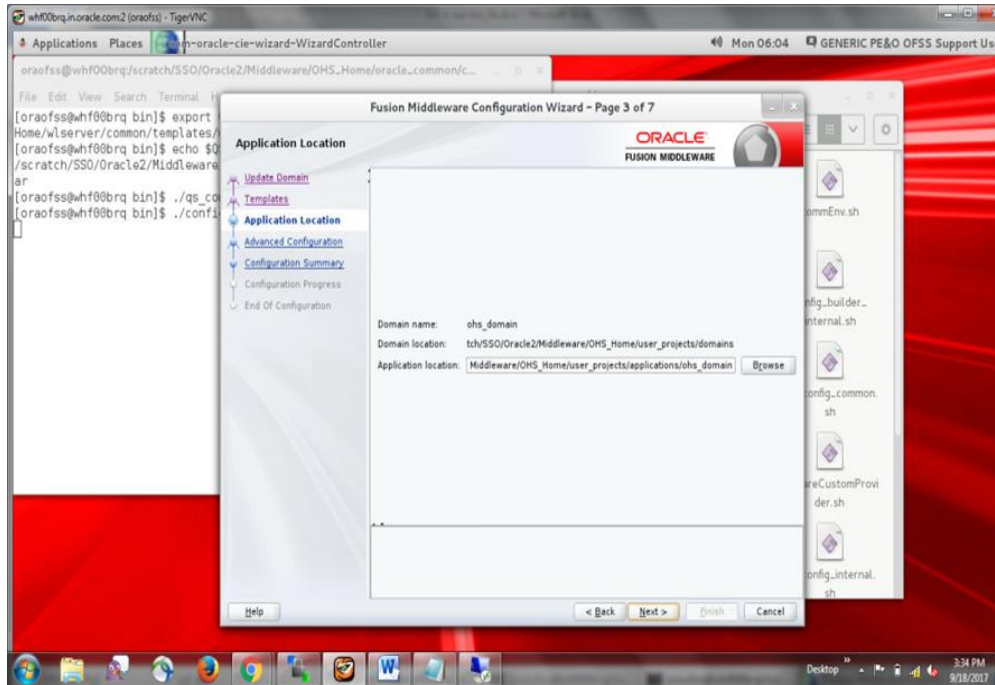 whf00brq.in.oracle.com:2 (oraofss) - TigerVNC
Applications Places com-oracle-cie-wizard-WizardController Mon 06:04 GENERIC PE&O OFSS Support Us
oraofss@whf00brq:/scratch/SSO/Oracle2/Middleware/OHS_Home/oracle_common/c...
File Edit View Search Terminal H
[oraofss@whf00brq bin]$ export
Home/wlserver/common/templates/
[oraofss@whf00brq bin]$ echo $Q
/scratch/SSO/Oracle2/Middleware
ar
[oraofss@whf00brq bin]$ ./qs_co
[oraofss@whf00brq bin]$ ./confi
Fusion Middleware Configuration Wizard - Page 3 of 7
Application Location
ORACLE
FUSION MIDDLEWARE
Update Domain
Templates
Application Location
Advanced Configuration
Configuration Summary
Configuration Progress
End Of Configuration
Domain name: ohs_domain
Domain location: tch/SSO/Oracle2/Middleware/OHS_Home/user_projects/domains
Application location: Middleware/OHS_Home/user_projects/applications/ohs_domain Browse
Help < Back Next > Finish Cancel
ommEnv.sh
nfig_builder_
internal.sh
onfig_common.
sh
reCustomProvi
der.sh
onfig_internal.
sh
Desktop
3:34 PM
9/18/2017